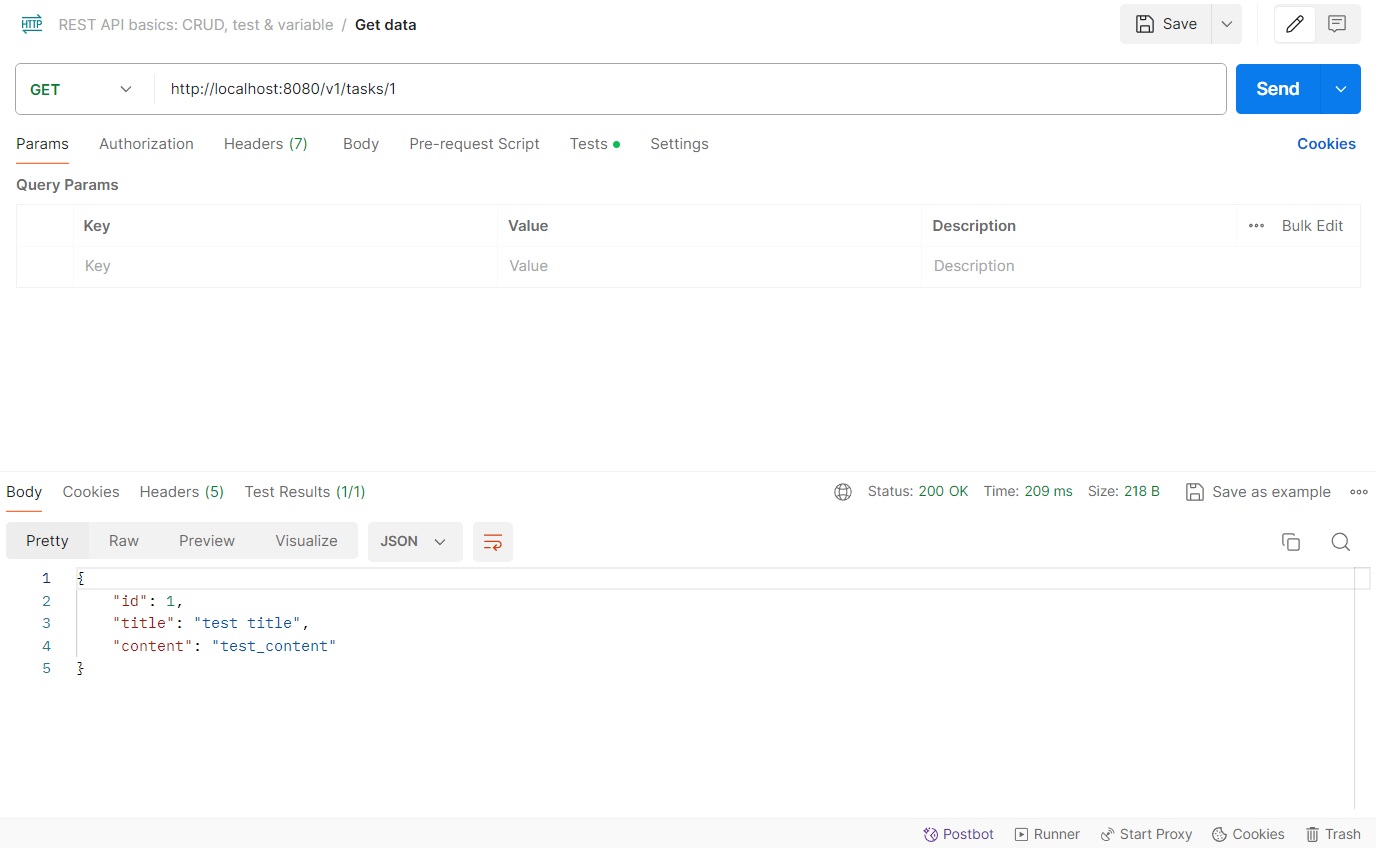 HTTP REST API basics: CRUD, test & variable / Get data Save
GET http://localhost:8080/v1/tasks/1 Send
Params Authorization Headers (7) Body Pre-request Script Tests Settings Cookies
Query Params
Key Value Description ••• Bulk Edit
Key Value Description
Body Cookies Headers (5) Test Results (1/1) Status: 200 OK Time: 209 ms Size: 218 B Save as example
Pretty Raw Preview Visualize JSON
1 {
2 "id": 1,
3 "title": "test title",
4 "content": "test_content"
5 }
Postbot Runner Start Proxy Cookies Trash